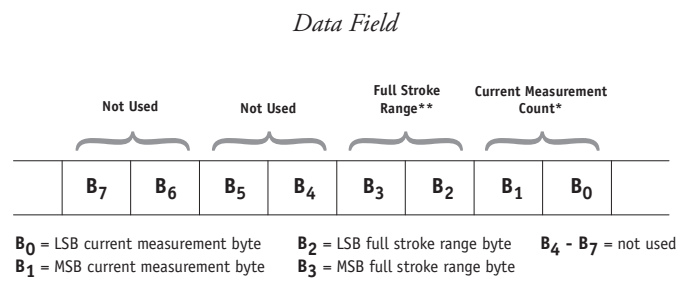 Data Field
Not Used
Not Used
Full Stroke
Range**
Current Measurement
Count*
B7 B6 B5 B4 B3 B2 B1 B0
B0 = LSB current measurement byte
B1 = MSB current measurement byte
B2 = LSB full stroke range byte
B3 = MSB full stroke range byte
B4 - B7 = not used